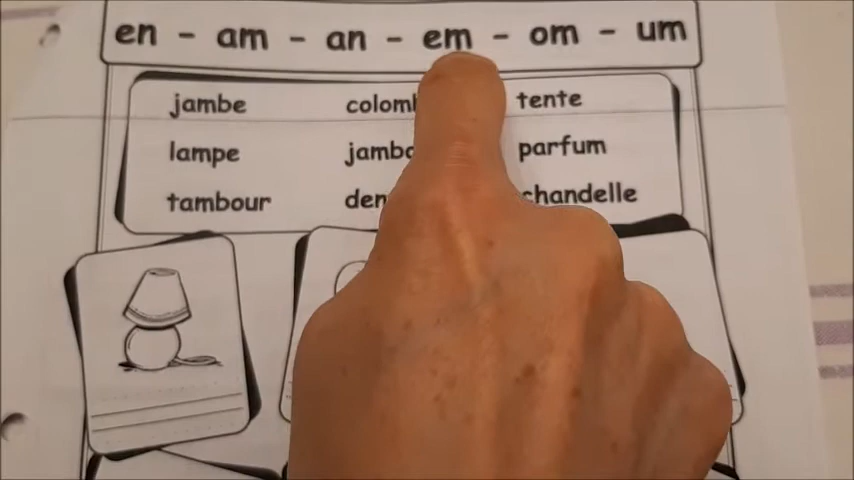 en - am - an - em - om - um
jambe tente
lampe parfum
tambour chandelle